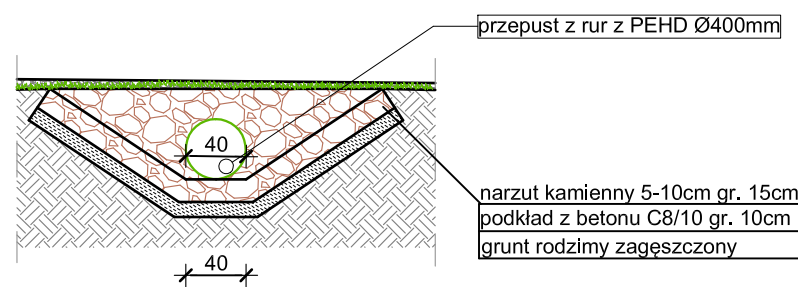 przepust z rur z PEHD Ø400mm
40
narzut kamienny 5-10cm gr. 15cm
podkład z betonu C8/10 gr. 10cm
grunt rodzimy zagęszczony
40